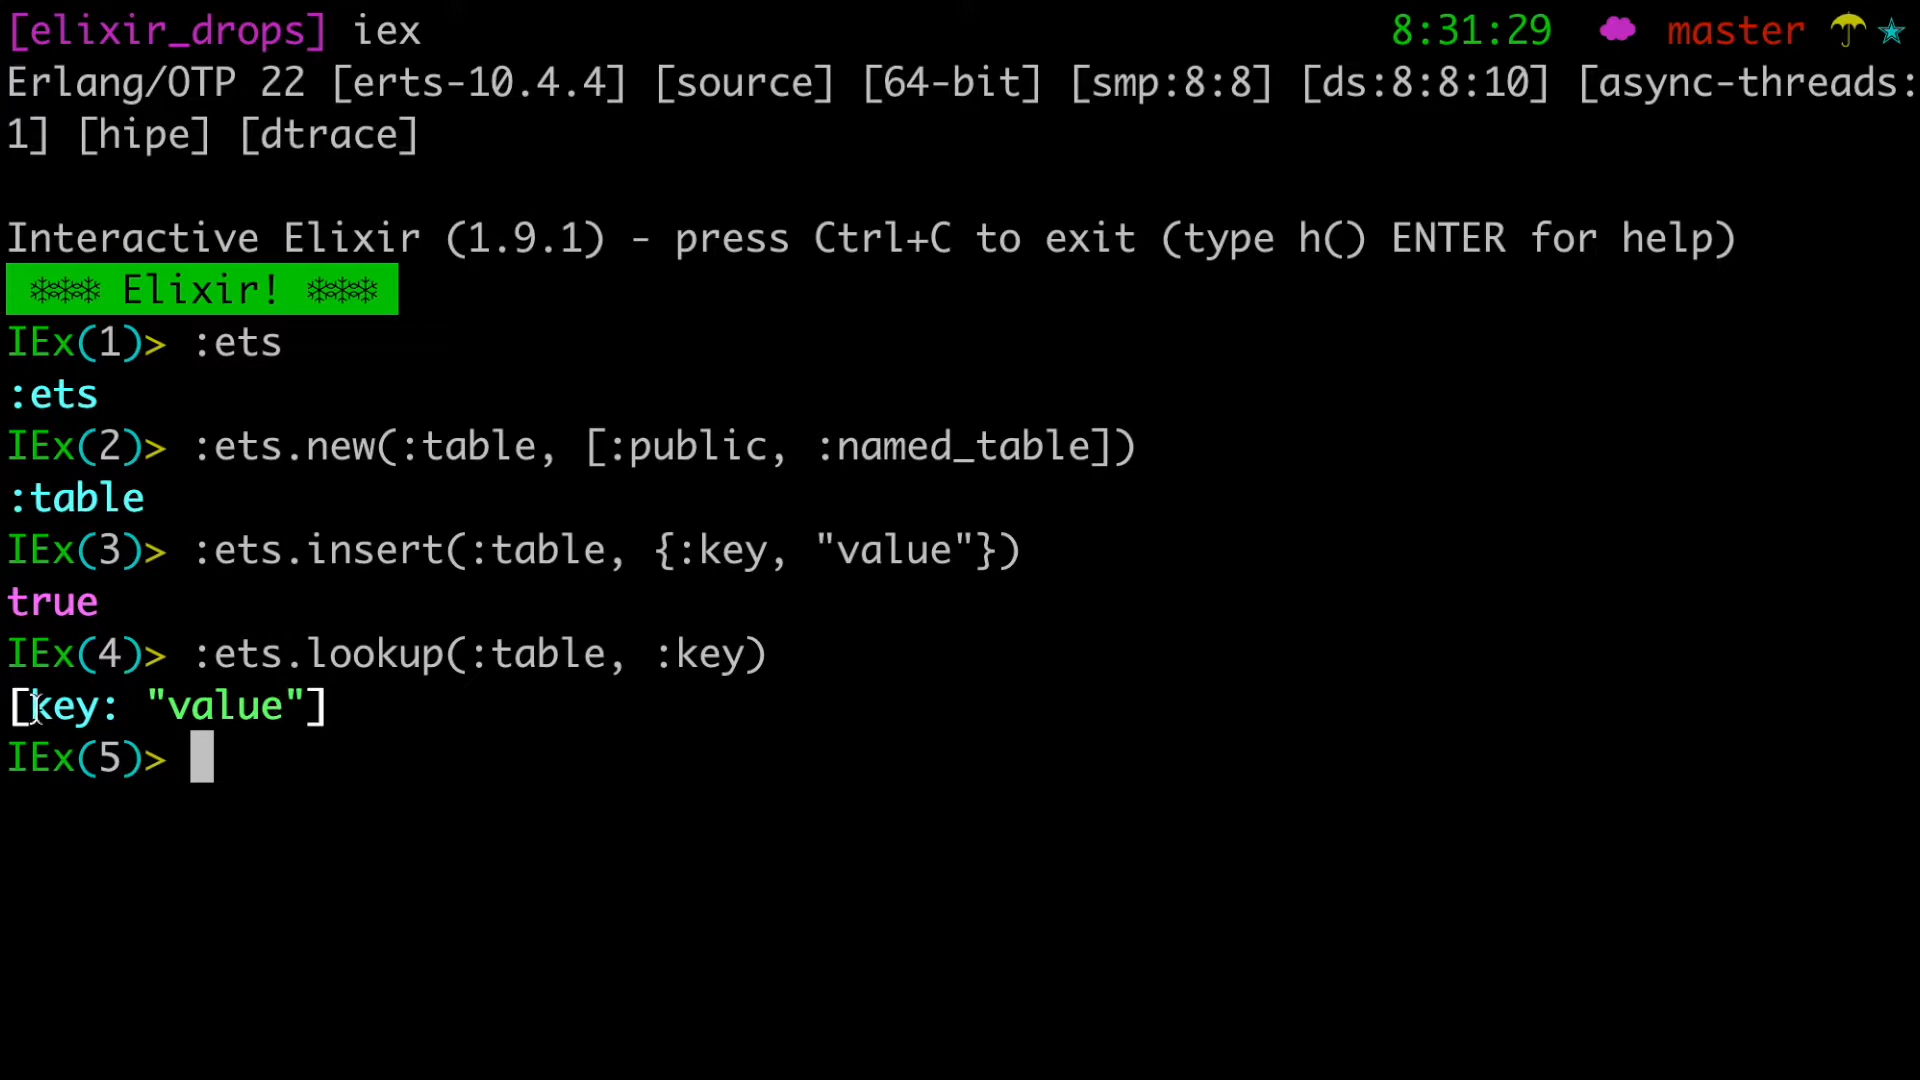 [elixir_drops] iex 8:31:29 master
Erlang/OTP 22 [erts-10.4.4] [source] [64-bit] [smp:8:8] [ds:8:8:10] [async-threads:
1] [hipe] [dtrace]
Interactive Elixir (1.9.1) - press Ctrl+C to exit (type h() ENTER for help)
❄❄❄ Elixir! ❄❄❄
IEx(1)> :ets
:ets
IEx(2)> :ets.new(:table, [:public, :named_table])
:table
IEx(3)> :ets.insert(:table, {:key, "value"})
true
IEx(4)> :ets.lookup(:table, :key)
[key: "value"]
IEx(5)>